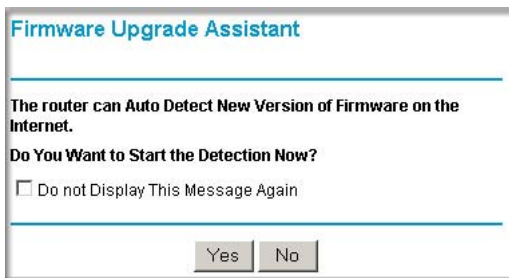 Firmware Upgrade Assistant
The router can Auto Detect New Version of Firmware on the
Internet.
Do You Want to Start the Detection Now?
Do not Display This Message Again
Yes No